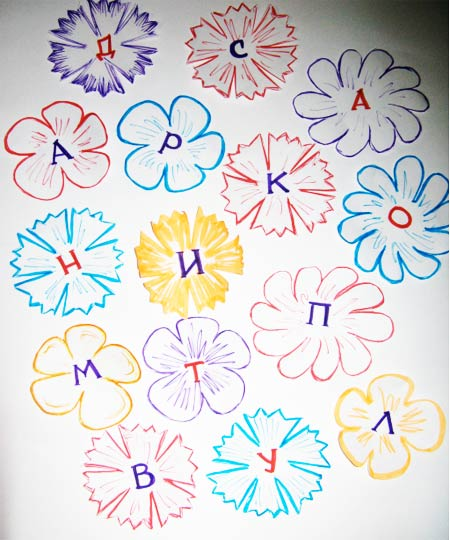 Д С А
А Р К О
Н И П
М Т Л
В У